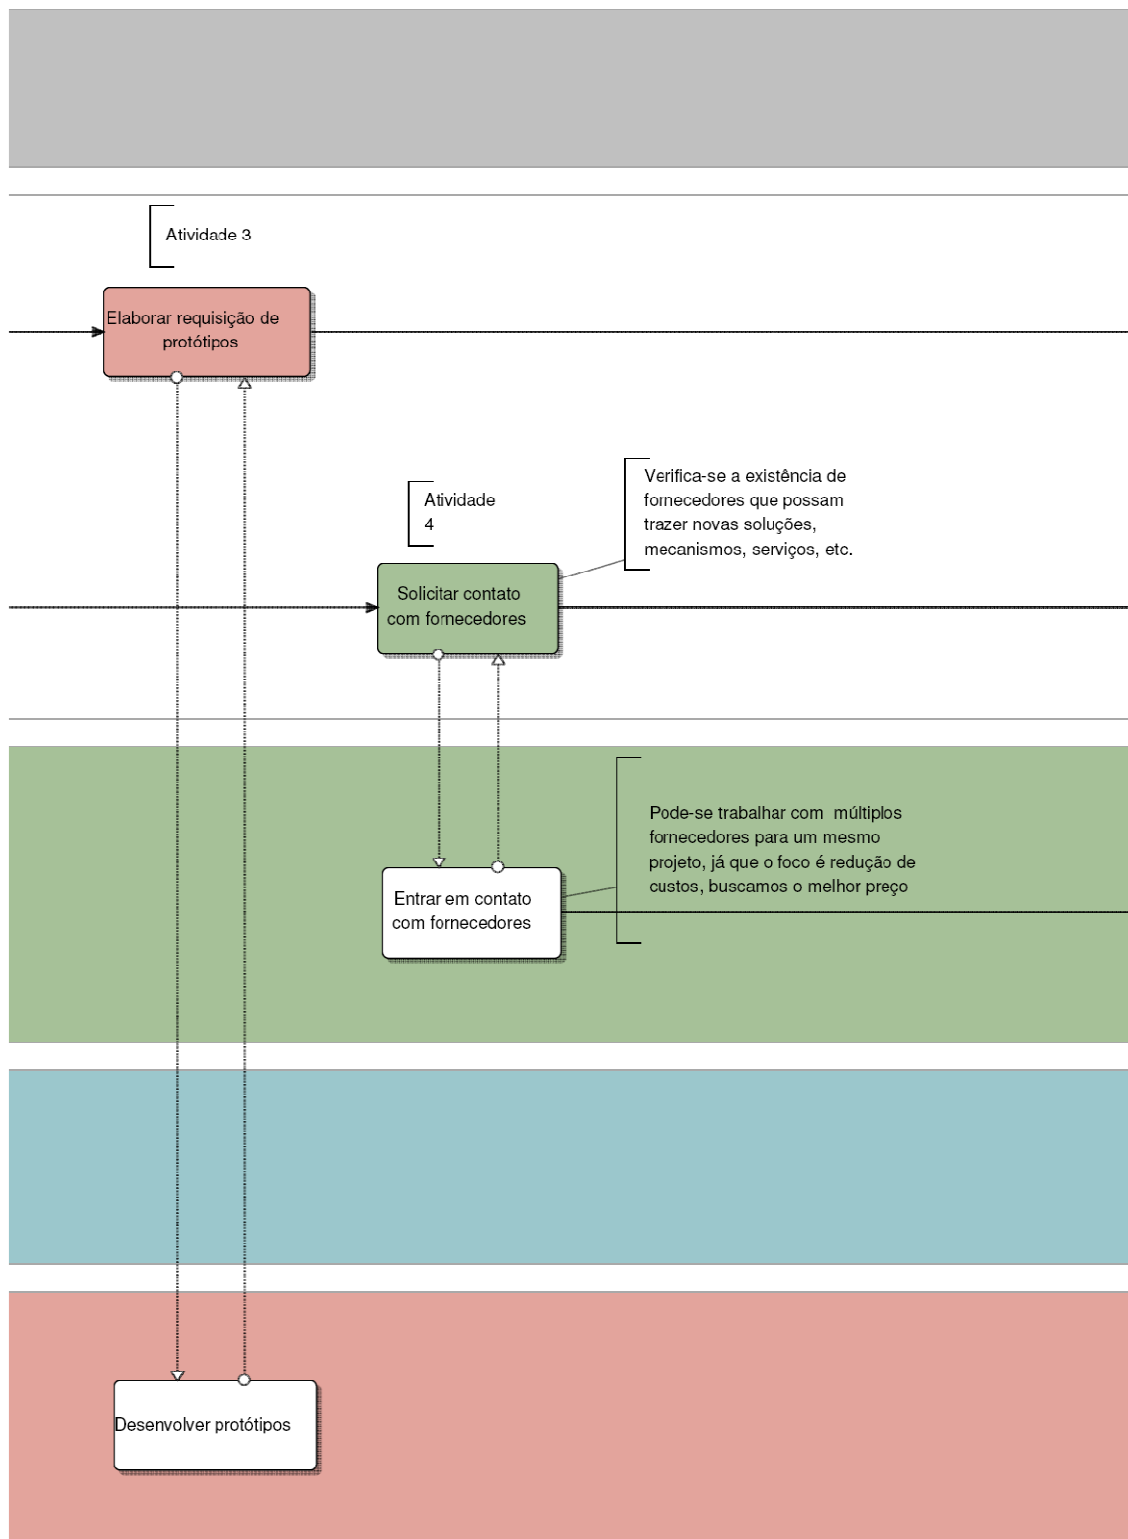 Atividade 3
Elaborar requisição de
protótipos
Atividade
4
Verifica-se a existência de
fornecedores que possam
trazer novas soluções,
mecanismos, serviços, etc.
Solicitar contato
com fornecedores
Pode-se trabalhar com  múltiplos
fornecedores para um mesmo
projeto, já que o foco é redução de
custos, buscamos o melhor preço
Entrar em contato
com fornecedores
Desenvolver protótipos